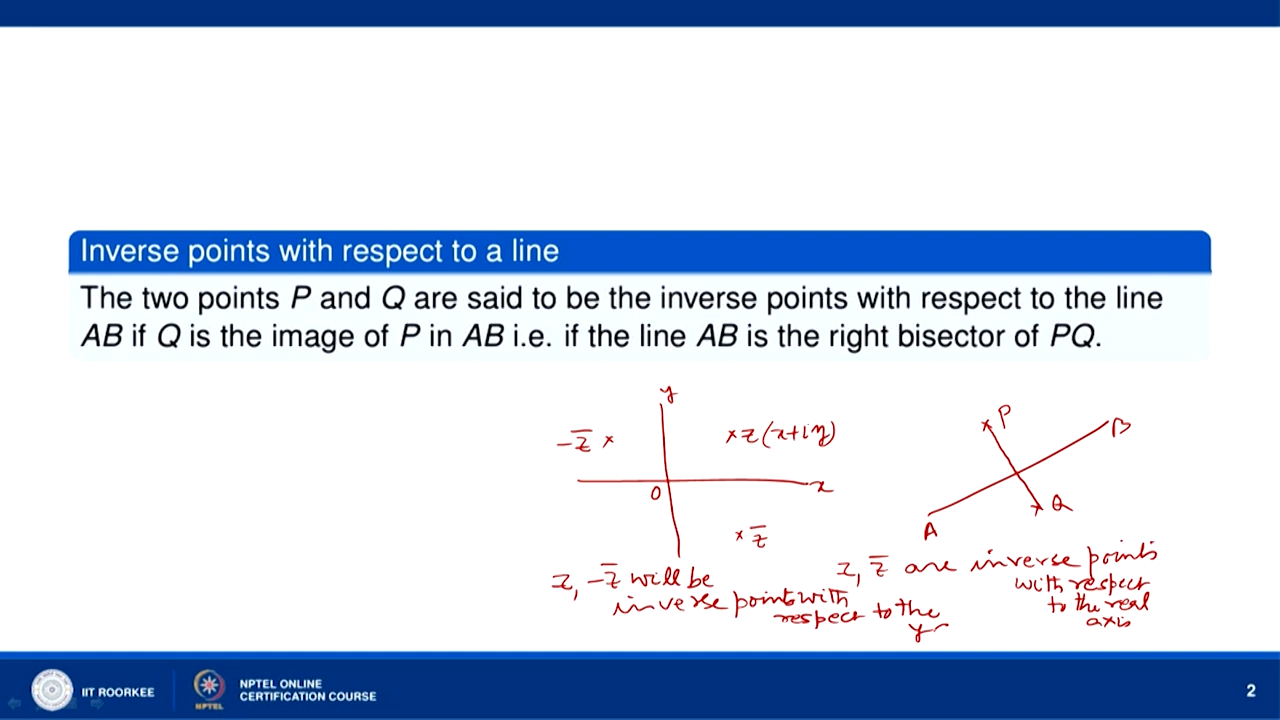 Inverse points with respect to a line
The two points P and Q are said to be the inverse points with respect to the line
AB if Q is the image of P in AB i.e. if the line AB is the right bisector of PQ.
y
-z̅ ×
× z (x+iy)
0
x
× z̅
P
B
Q
A
z, -z̅ will be
inverse points with
respect to the
y-
z, z̅ are inverse points
with respect
to the real
axis
IIT ROORKEE
NPTEL
NPTEL ONLINE
CERTIFICATION COURSE
2